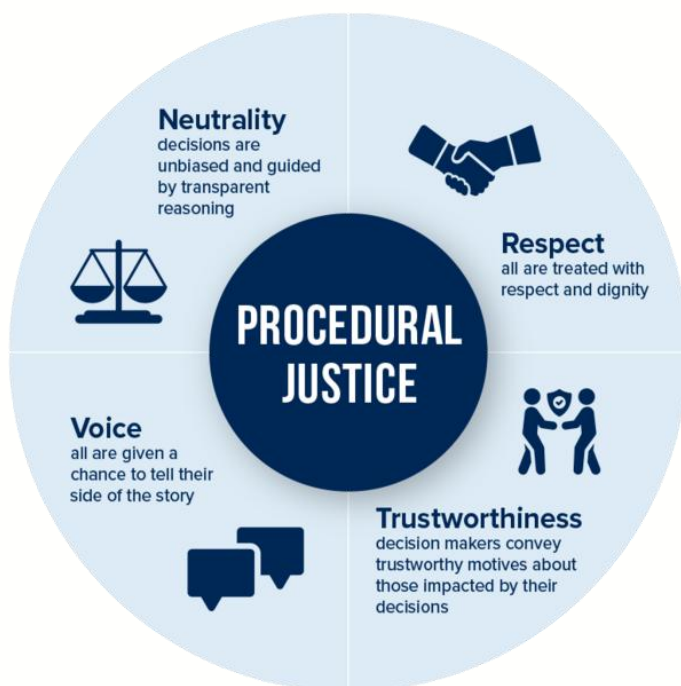 Neutrality
decisions are
unbiased and guided
by transparent
reasoning
Respect
all are treated with
respect and dignity
PROCEDURAL
JUSTICE
Voice
all are given a
chance to tell their
side of the story
Trustworthiness
decision makers convey
trustworthy motives about
those impacted by their
decisions